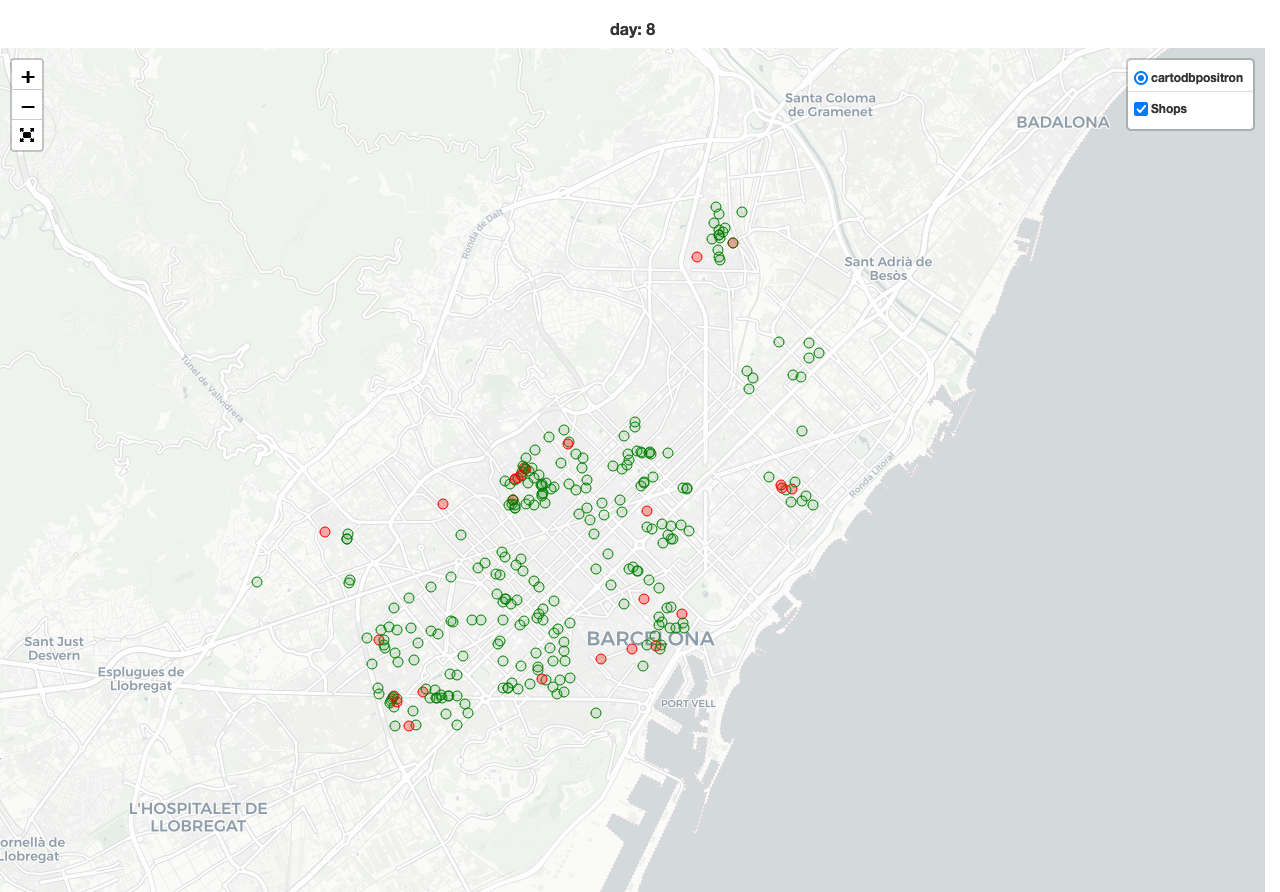 day: 8
+
−
cartodbpositron
Shops
Santa Coloma
de Gramenet
BADALONA
Ronda de Dalt
Sant Adrià de
Besòs
Túnel de Vallvidrera
Ronda Litoral
Sant Just
Desvern
BARCELONA
Esplugues de
Llobregat
PORT VELL
L'HOSPITALET DE
LLOBREGAT
ornellà de
Llobregat